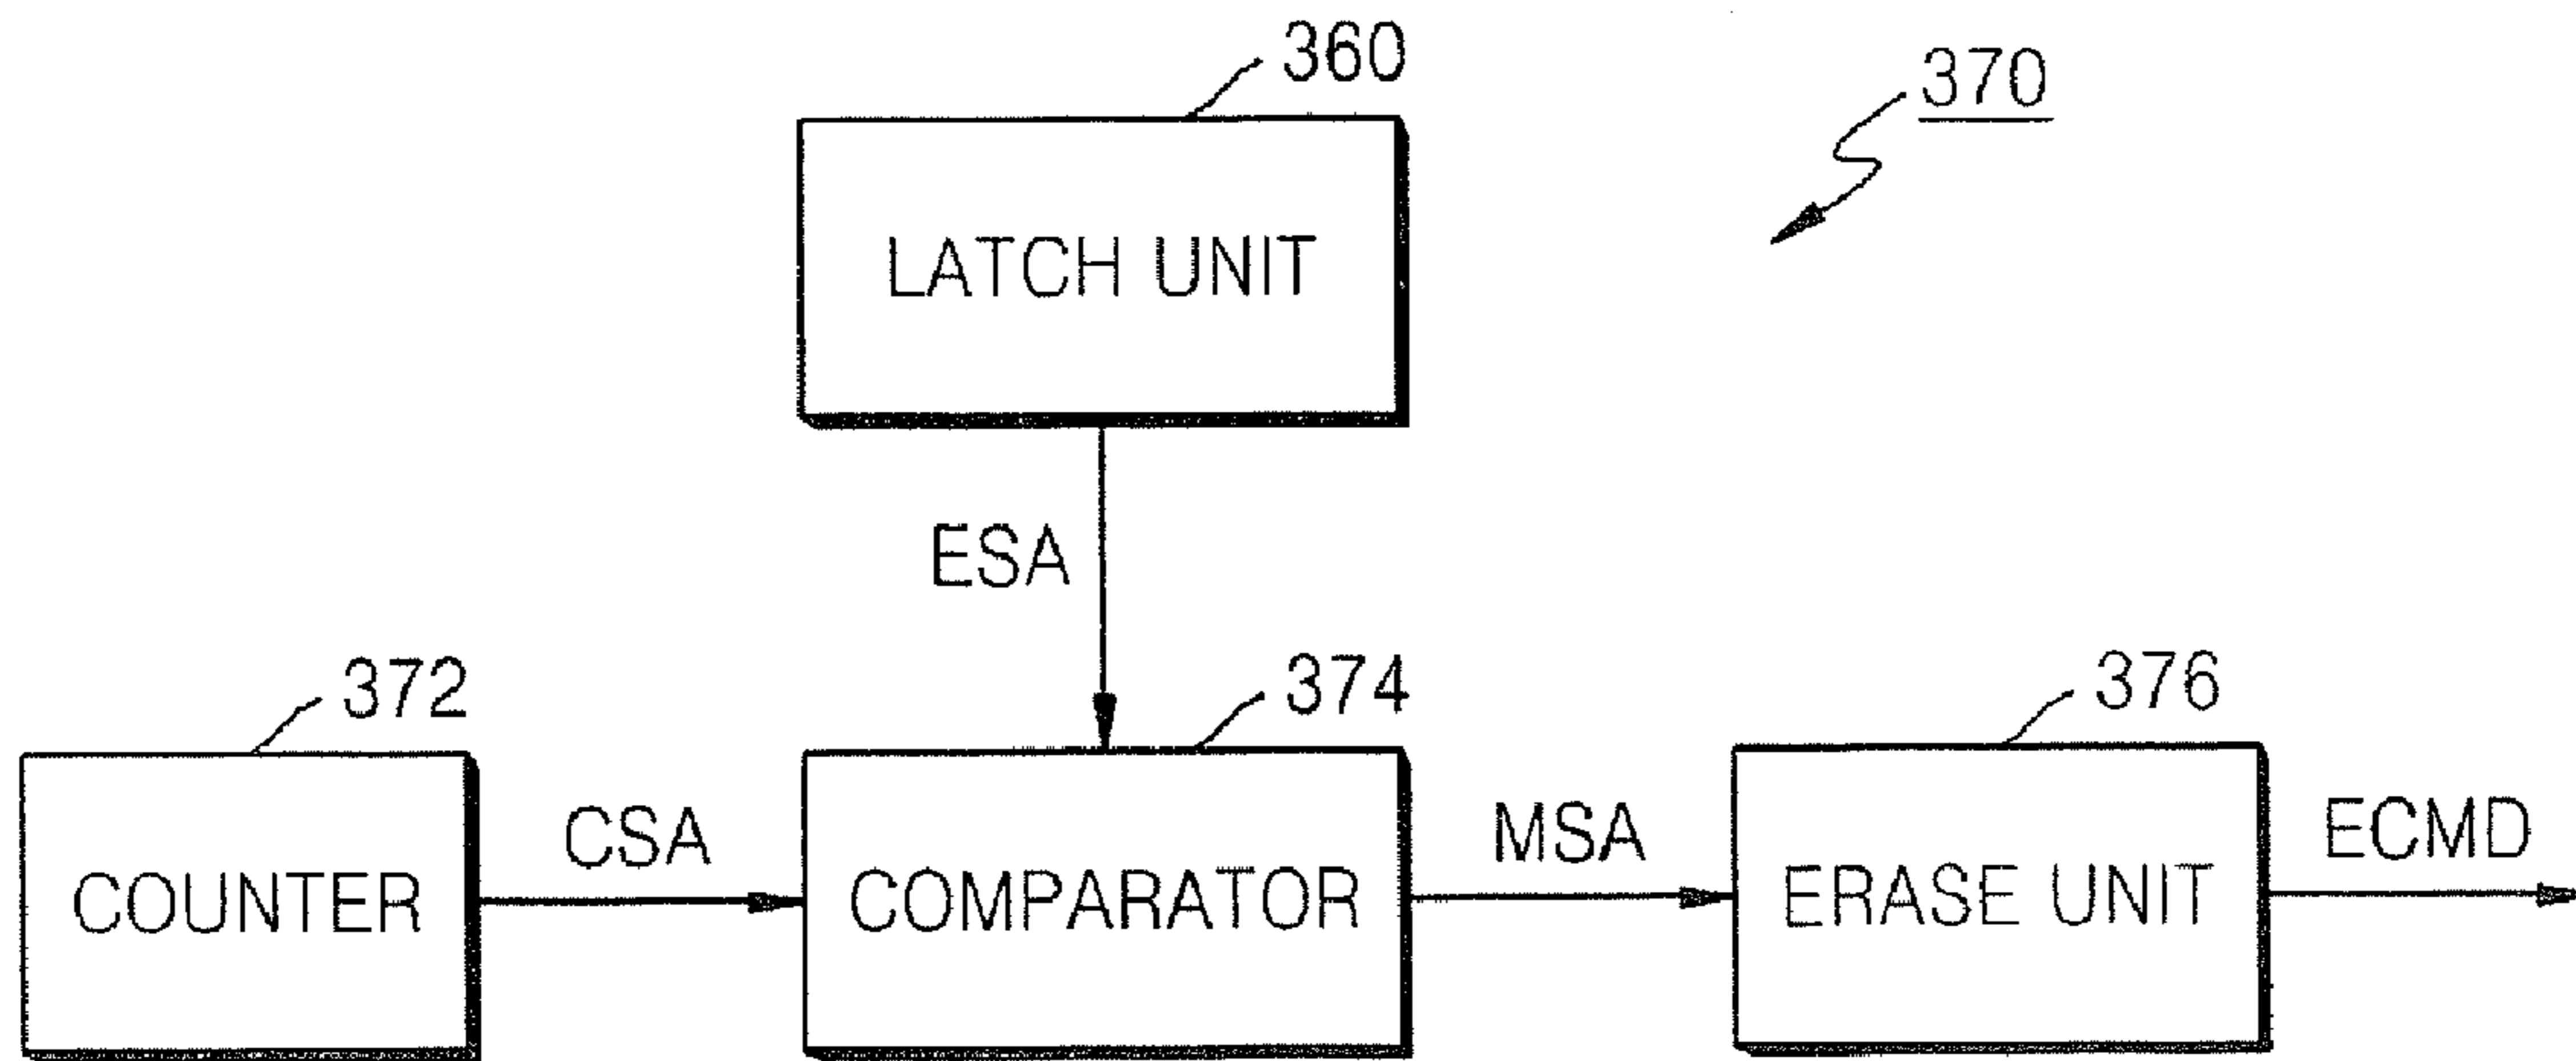 360
370
LATCH UNIT
ESA
372
374
376
CSA
MSA
ECMD
COUNTER
COMPARATOR
ERASE UNIT